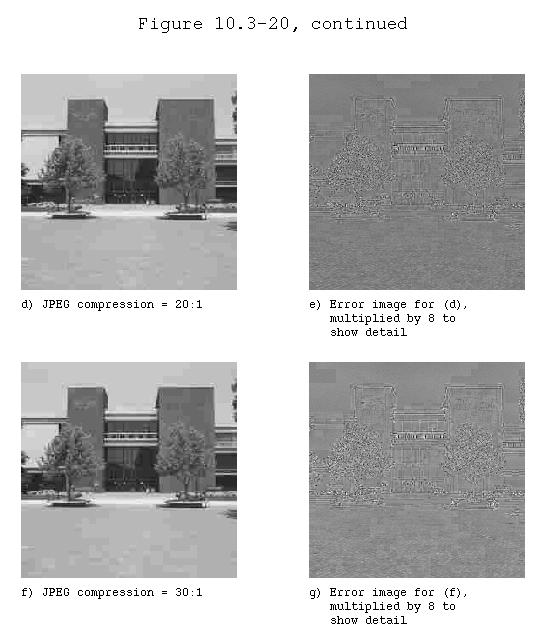 Figure 10.3-20, continued
d) JPEG compression = 20:1
e) Error image for (d),
multiplied by 8 to
show detail
f) JPEG compression = 30:1
g) Error image for (f),
multiplied by 8 to
show detail